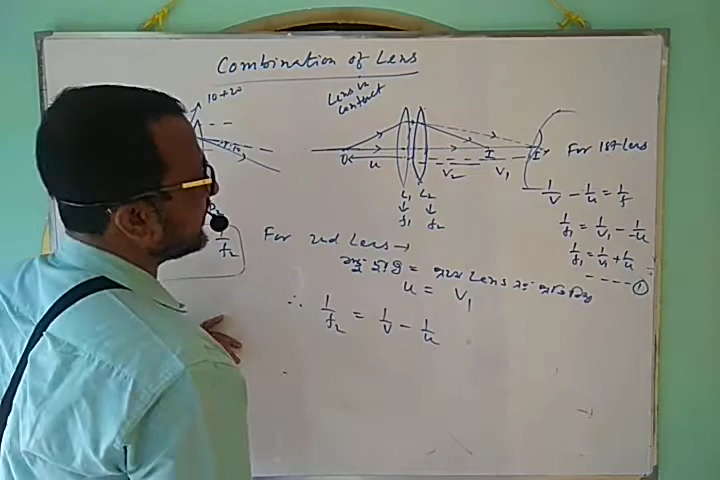 Combination of Lens
Lens in
contact
10+20
O
u
I
I'
V₂
V₁
L₁ L₂
↓ ↓
f₁ f₂
For 1st Lens
1/v - 1/u = 1/f
1/f₁ = 1/v₁ - 1/u
1/f₁ = 1/v₁ + 1/u
- - - - ①
1/f₂
For 2nd Lens →
= Lens
u = V₁
∴ 1/f₂ = 1/v - 1/u